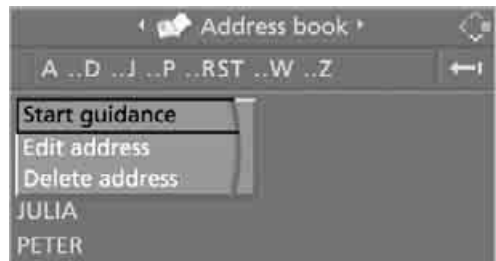 Address book
A ..D ..J ..P ..RST ..W ..Z
Start guidance
Edit address
Delete address
JULIA
PETER